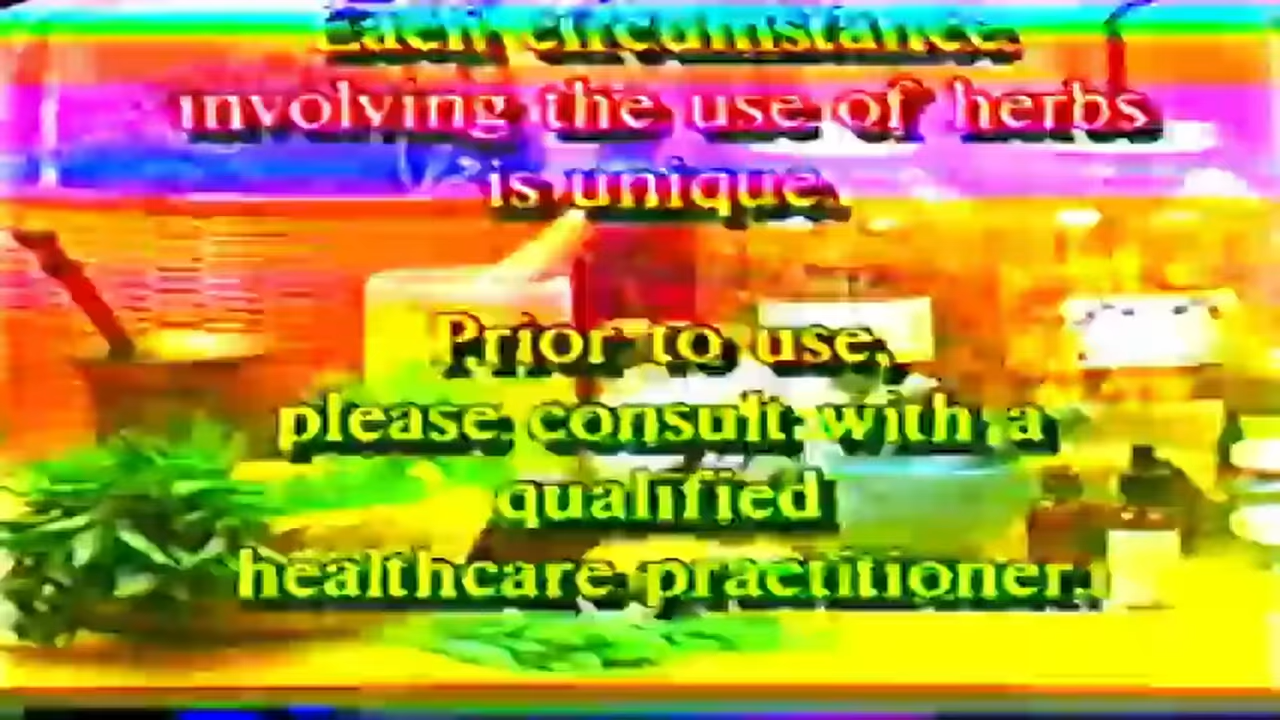 Each circumstance
involving the use of herbs
is unique.
Prior to use,
please consult with a
qualified
healthcare practitioner.